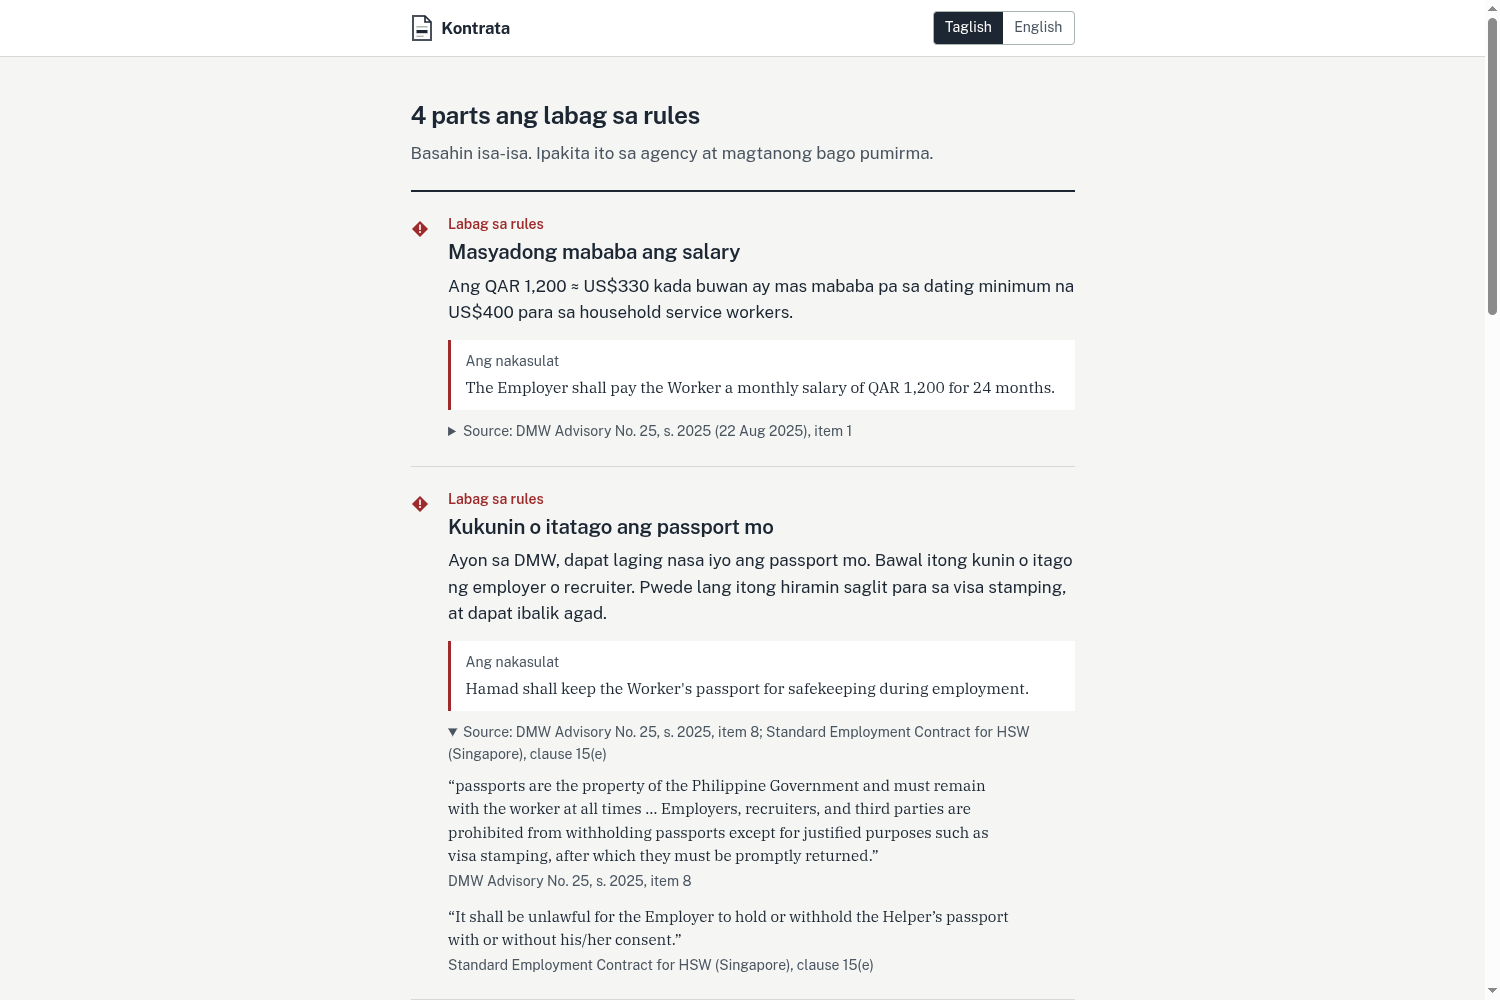 Kontrata
Taglish
English
4 parts ang labag sa rules
Basahin isa-isa. Ipakita ito sa agency at magtanong bago pumirma.
Labag sa rules
Masyadong mababa ang salary
Ang QAR 1,200 ≈ US$330 kada buwan ay mas mababa pa sa dating minimum na
US$400 para sa household service workers.
Ang nakasulat
The Employer shall pay the Worker a monthly salary of QAR 1,200 for 24 months.
Source: DMW Advisory No. 25, s. 2025 (22 Aug 2025), item 1
Labag sa rules
Kukunin o itatago ang passport mo
Ayon sa DMW, dapat laging nasa iyo ang passport mo. Bawal itong kunin o itago
ng employer o recruiter. Pwede lang itong hiramin saglit para sa visa stamping,
at dapat ibalik agad.
Ang nakasulat
Hamad shall keep the Worker's passport for safekeeping during employment.
Source: DMW Advisory No. 25, s. 2025, item 8; Standard Employment Contract for HSW
(Singapore), clause 15(e)
“passports are the property of the Philippine Government and must remain
with the worker at all times … Employers, recruiters, and third parties are
prohibited from withholding passports except for justified purposes such as
visa stamping, after which they must be promptly returned.”
DMW Advisory No. 25, s. 2025, item 8
“It shall be unlawful for the Employer to hold or withhold the Helper’s passport
with or without his/her consent.”
Standard Employment Contract for HSW (Singapore), clause 15(e)